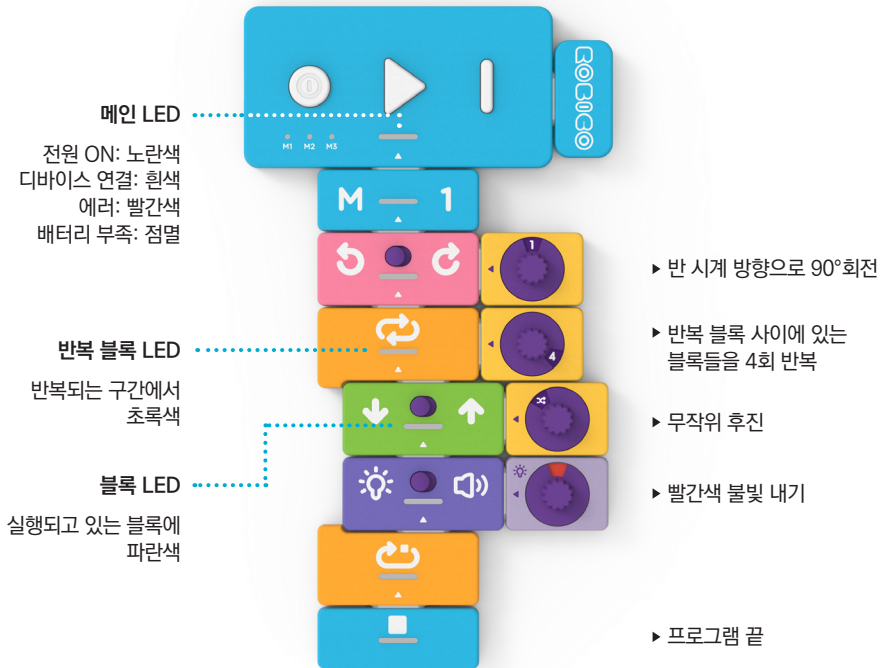 ROBICO
메인 LED
전원 ON: 노란색
디바이스 연결: 흰색
에러: 빨간색
배터리 부족: 점멸
M1 M2 M3
M 1
1
▸ 반 시계 방향으로 90°회전
반복 블록 LED
반복되는 구간에서
초록색
4
▸ 반복 블록 사이에 있는
블록들을 4회 반복
▸ 무작위 후진
블록 LED
실행되고 있는 블록에
파란색
▸ 빨간색 불빛 내기
▸ 프로그램 끝